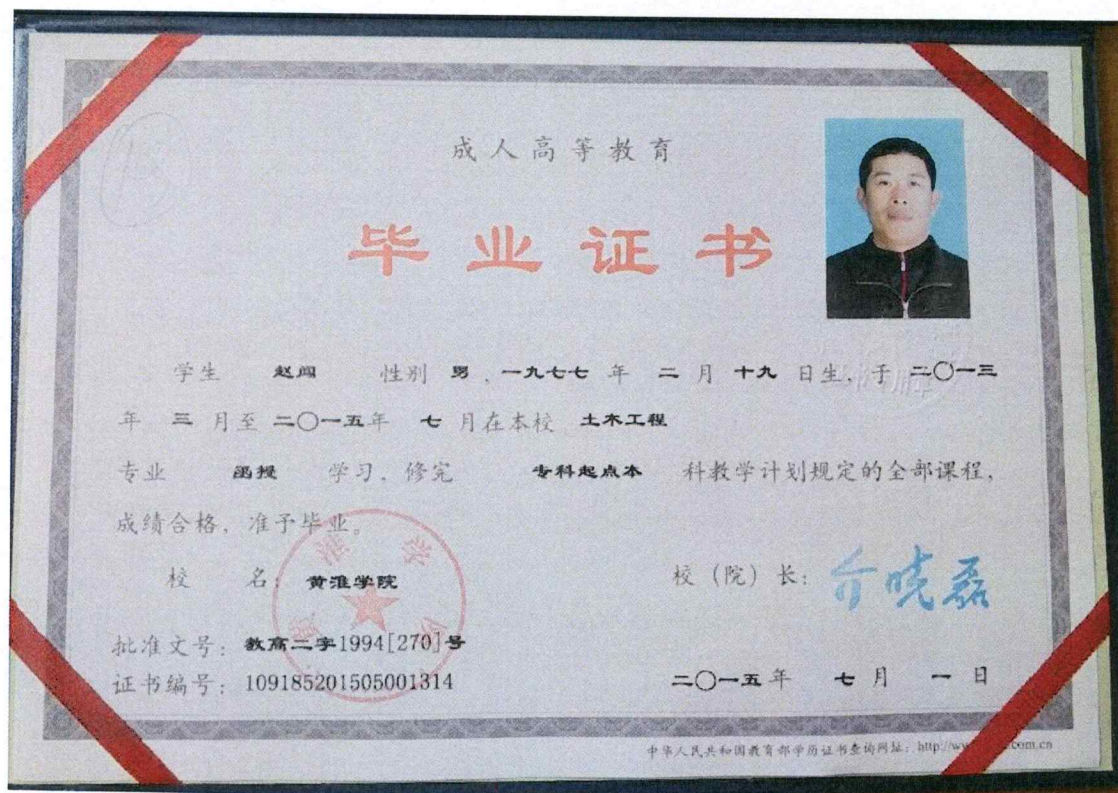 成人高等教育
毕业证书
学生 赵闯 性别 男，一九七七 年 二 月 十九 日生，于 二〇一三
年 三 月至 二〇一五年 七 月在本校 土木工程
专业 函授 学习，修完 专科起点本 科教学计划规定的全部课程，
成绩合格，准予毕业。
校 名：黄淮学院
校（院）长：介晓磊
批准文号：教高二字1994[270]号
证书编号：109185201505001314
二〇一五年 七 月 一 日
中华人民共和国教育部学历证书查询网址：http://
com.cn